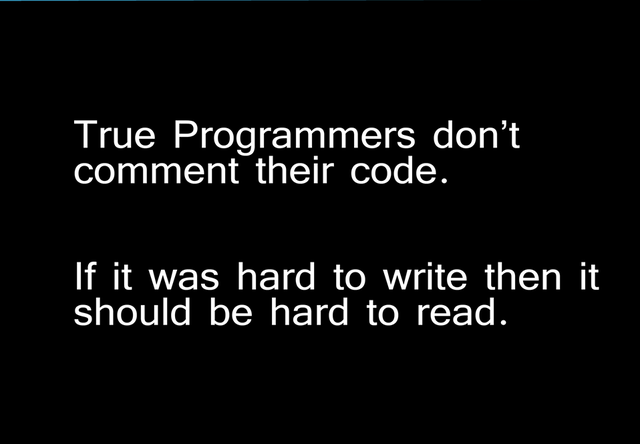 True Programmers don’t
comment their code.
If it was hard to write then it
should be hard to read.